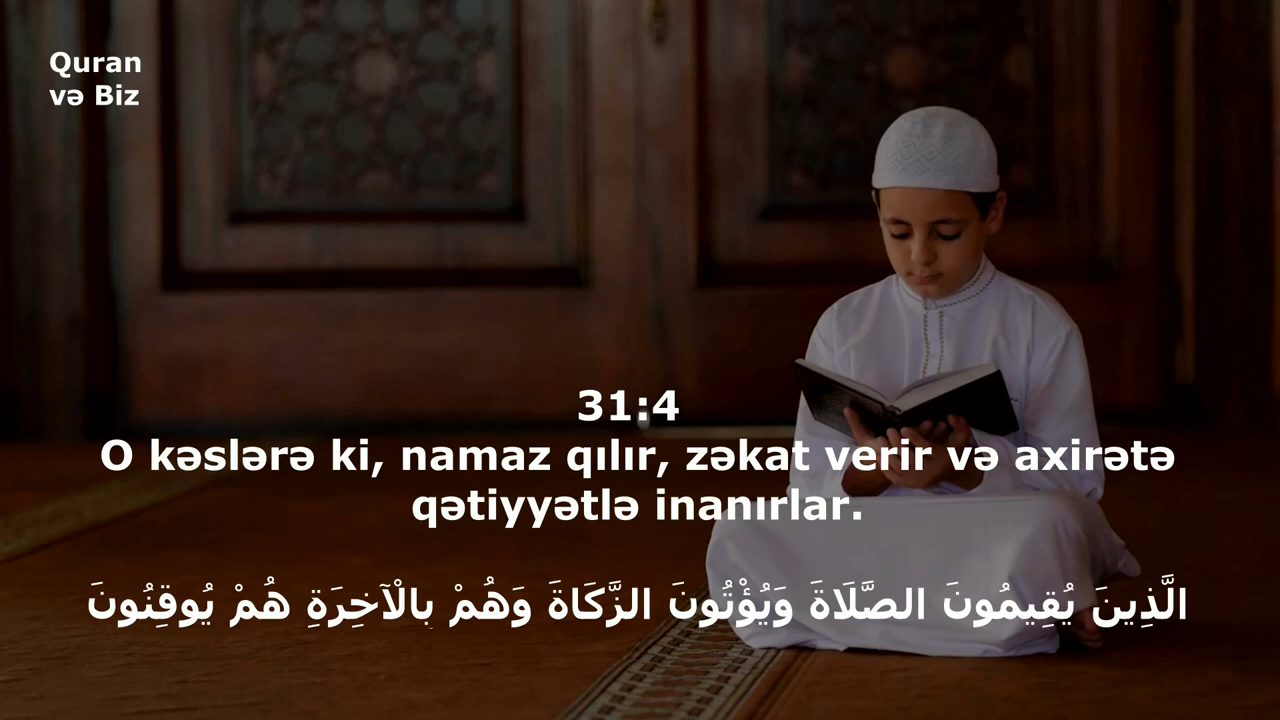 Quran
və Biz
31:4
O kəslərə ki, namaz qılır, zəkat verir və axirətə
qətiyyətlə inanırlar.
الَّذِينَ يُقِيمُونَ الصَّلَاةَ وَيُؤْتُونَ الزَّكَاةَ وَهُمْ بِالْآخِرَةِ هُمْ يُوقِنُونَ